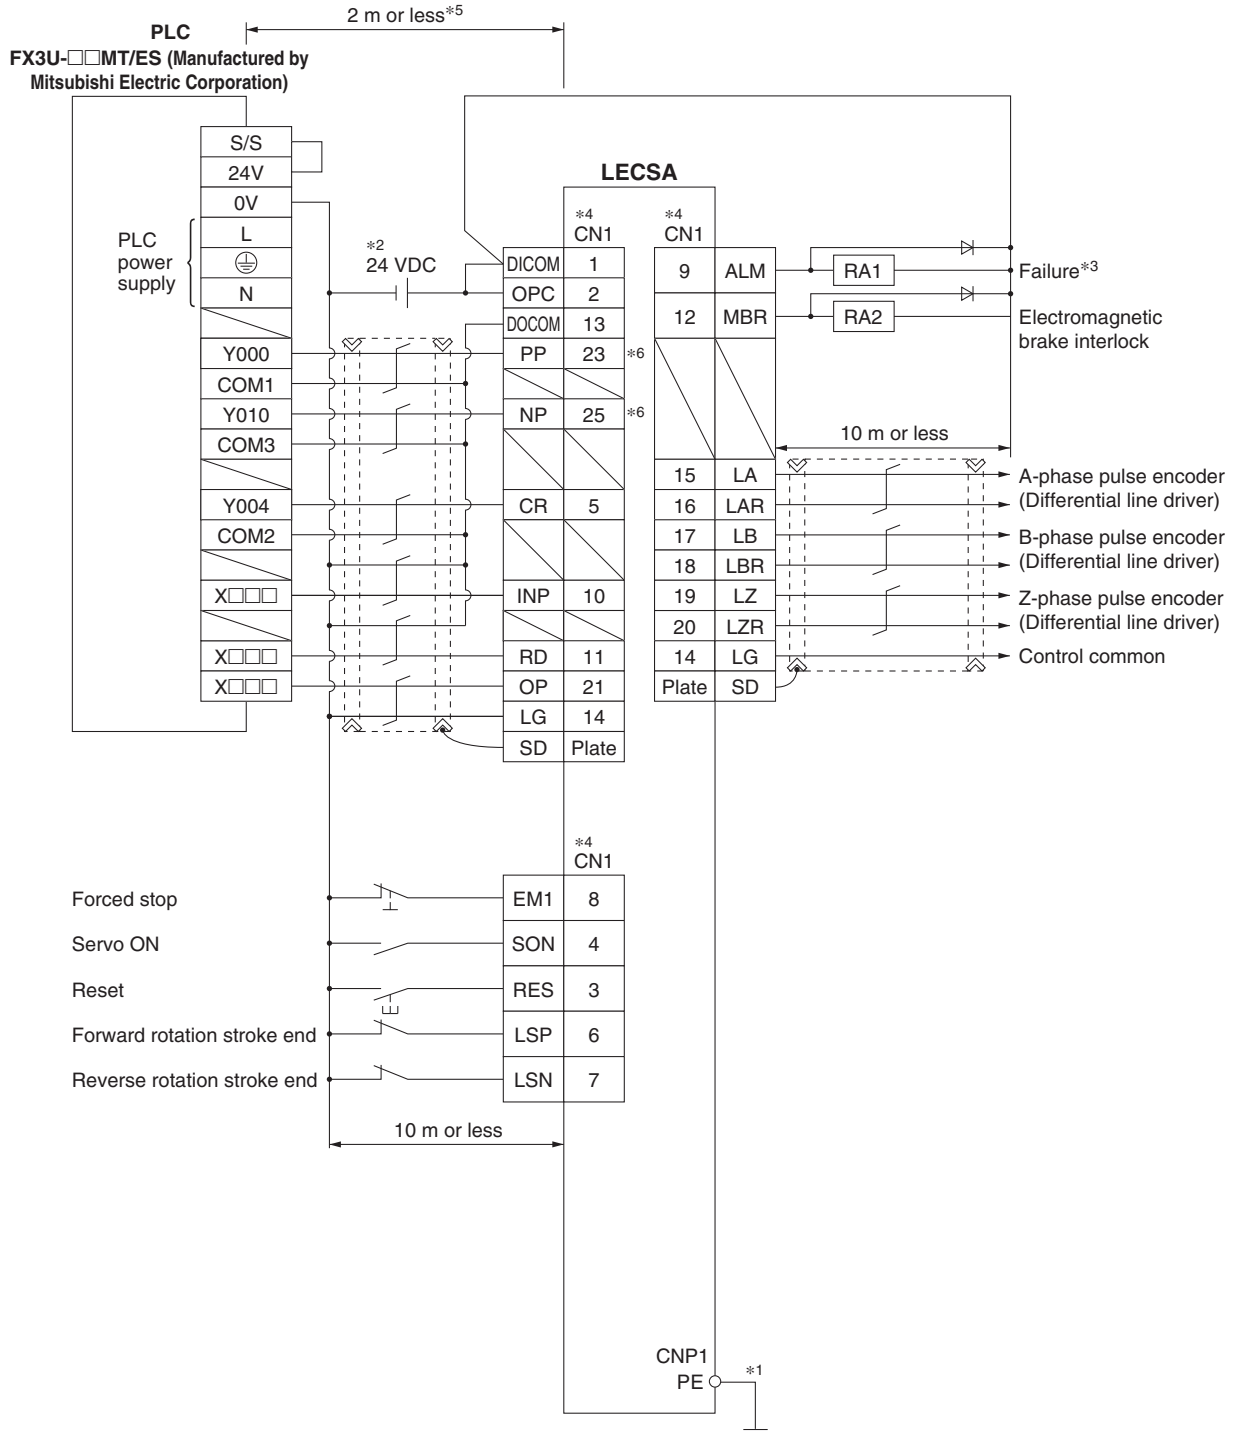 2 m or less*5
PLC
FX3U-□□MT/ES (Manufactured by
Mitsubishi Electric Corporation)
S/S
24V
0V
L
N
PLC
power
supply
Y000
COM1
Y010
COM3
Y004
COM2
X□□□
X□□□
X□□□
*2
24 VDC
LECSA
*4
CN1
DICOM 1
OPC 2
DOCOM 13
PP 23 *6
NP 25 *6
CR 5
INP 10
RD 11
OP 21
LG 14
SD Plate
*4
CN1
9 ALM RA1 Failure*3
12 MBR RA2 Electromagnetic
brake interlock
10 m or less
15 LA A-phase pulse encoder
16 LAR (Differential line driver)
17 LB B-phase pulse encoder
18 LBR (Differential line driver)
19 LZ Z-phase pulse encoder
20 LZR (Differential line driver)
14 LG Control common
Plate SD
*4
CN1
Forced stop EM1 8
Servo ON SON 4
Reset RES 3
Forward rotation stroke end LSP 6
Reverse rotation stroke end LSN 7
10 m or less
CNP1
PE *1